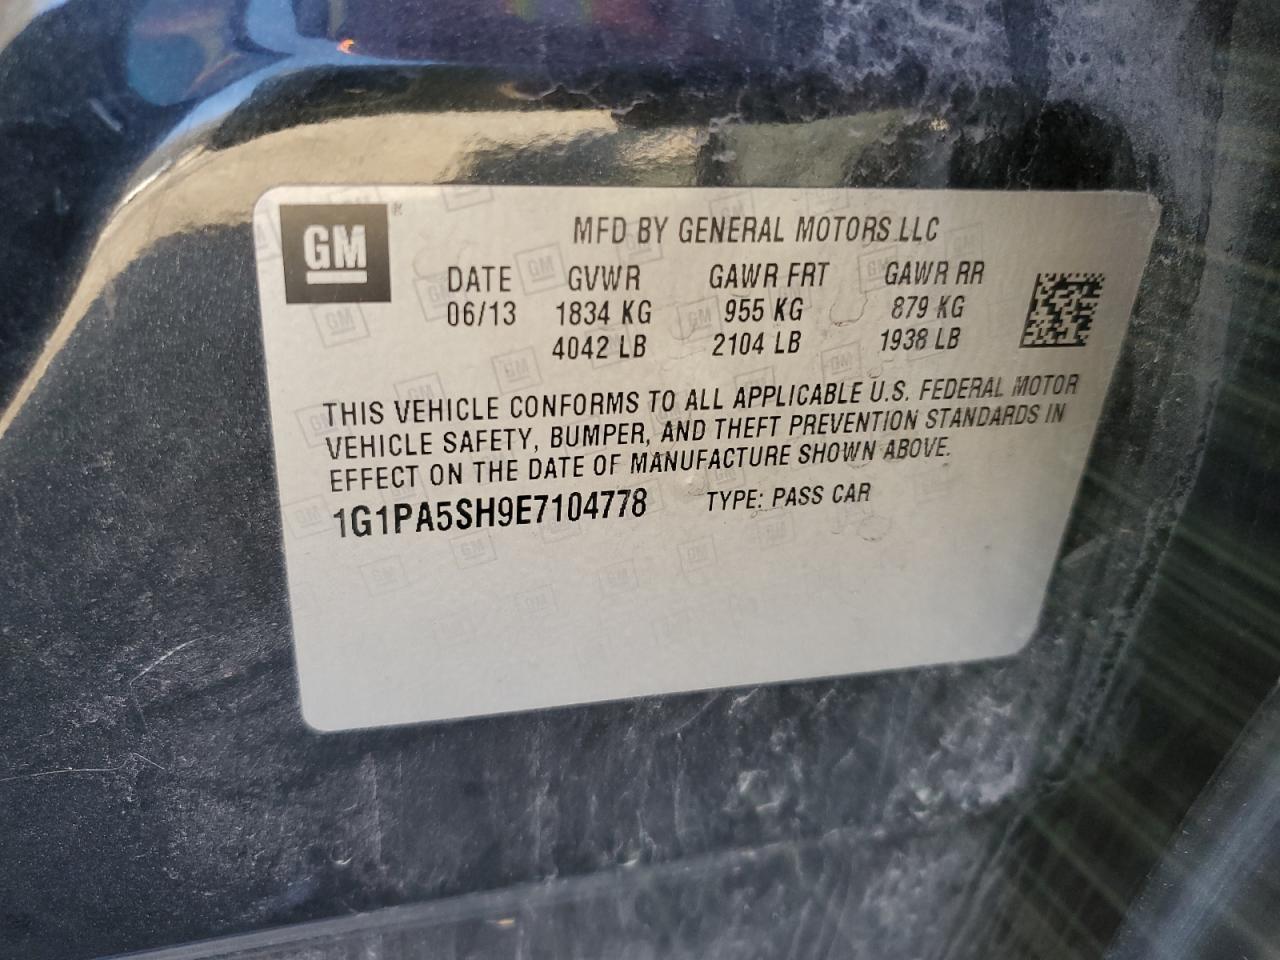 GM®
MFD BY GENERAL MOTORS LLC
DATE GVWR GAWR FRT GAWR RR
06/13 1834 KG 955 KG 879 KG
4042 LB 2104 LB 1938 LB
THIS VEHICLE CONFORMS TO ALL APPLICABLE U.S. FEDERAL MOTOR
VEHICLE SAFETY, BUMPER, AND THEFT PREVENTION STANDARDS IN
EFFECT ON THE DATE OF MANUFACTURE SHOWN ABOVE.
1G1PA5SH9E7104778 TYPE: PASS CAR